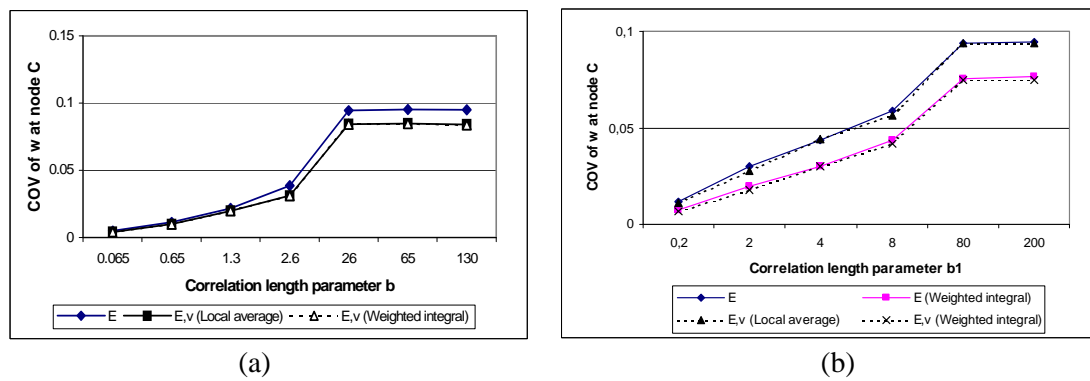 COV of w at node C
0.15
0.1
0.05
0
0.065 0.65 1.3 2.6 26 65 130
Correlation length parameter b
E E,v (Local average) E,v (Weighted integral)
(a)
COV of w at node C
0,1
0,05
0
0,2 2 4 8 80 200
Correlation length parameter b1
E E (Weighted integral)
E,v (Local average) E,v (Weighted integral)
(b)